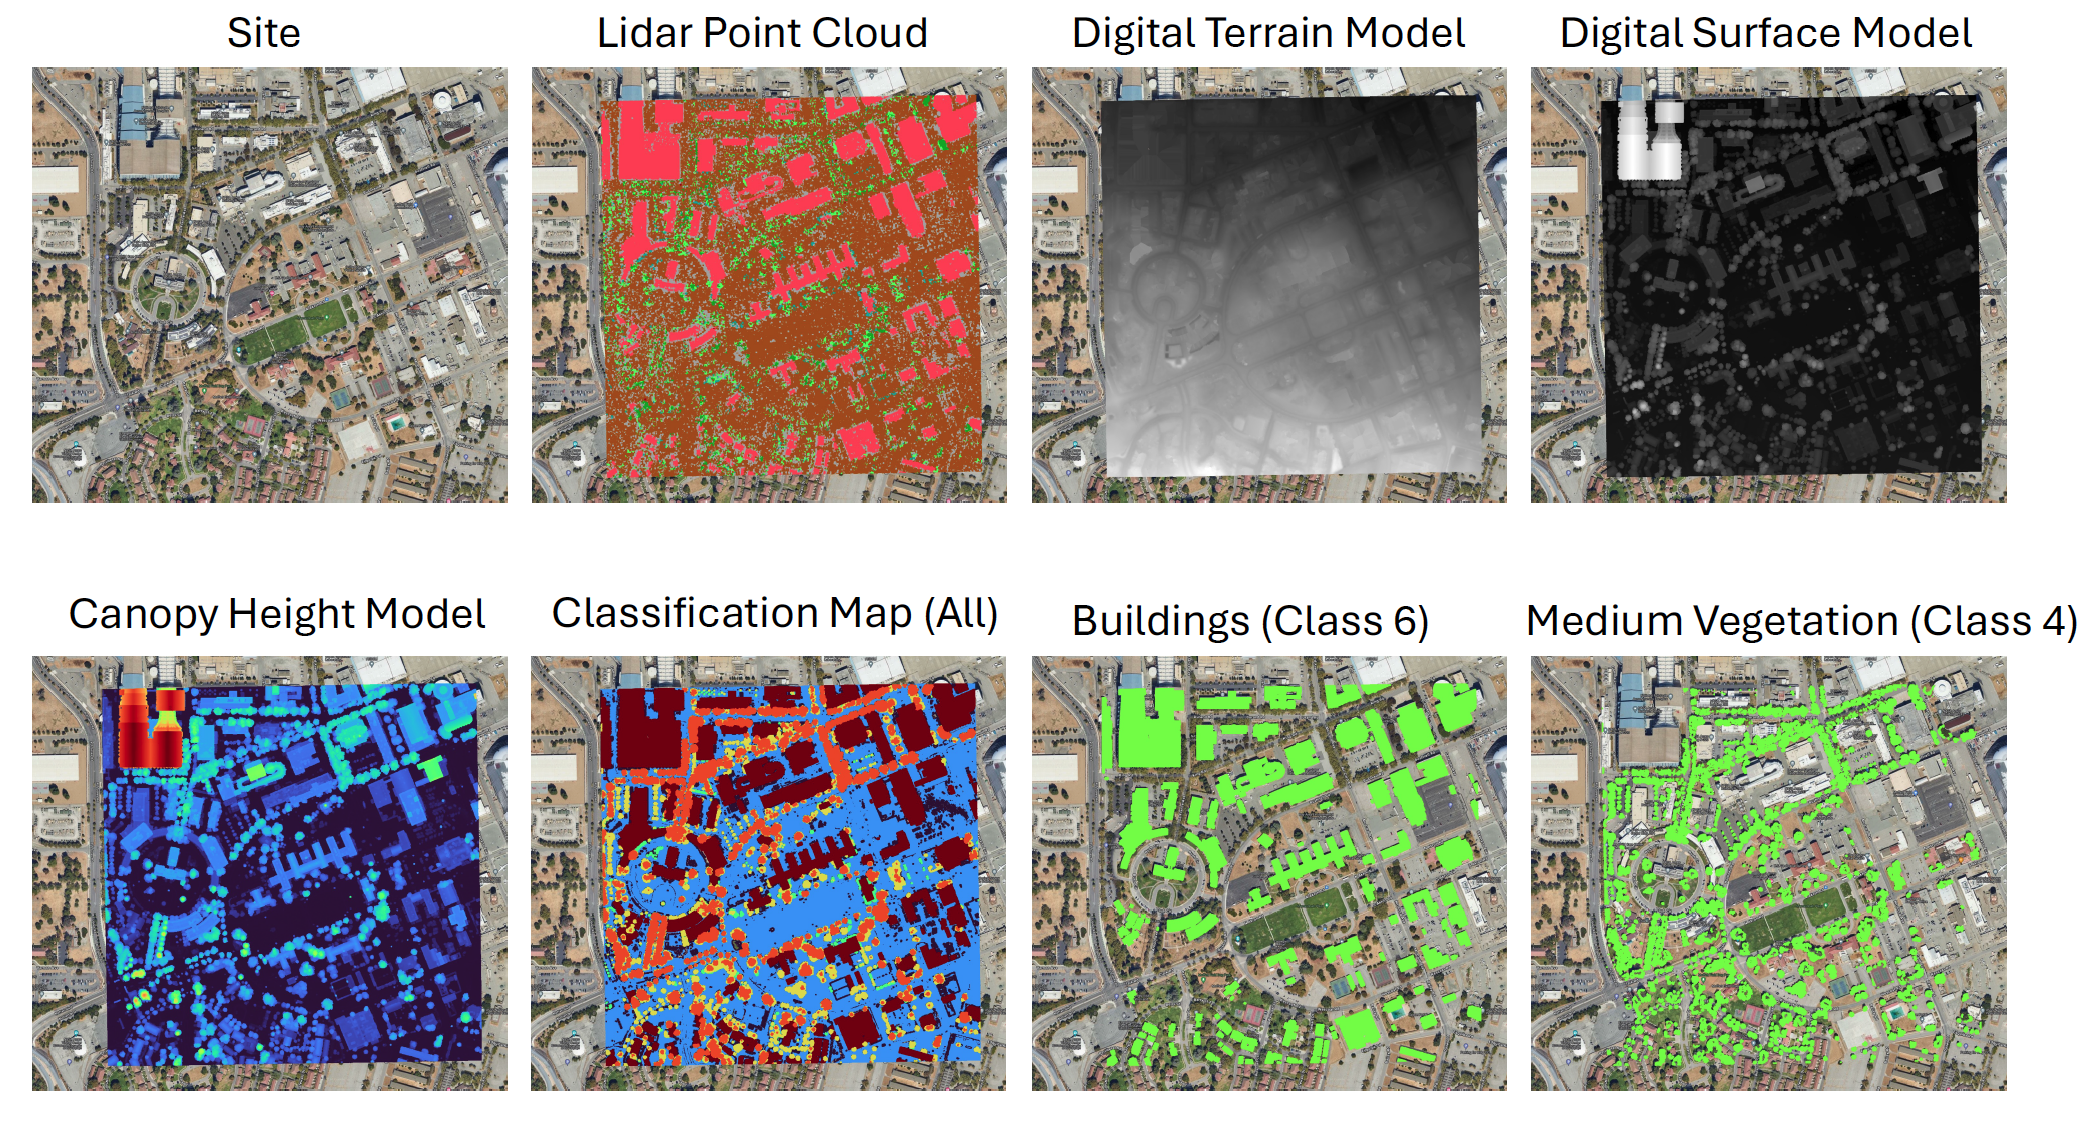 Site
Lidar Point Cloud
Digital Terrain Model
Digital Surface Model
Canopy Height Model
Classification Map (All)
Buildings (Class 6)
Medium Vegetation (Class 4)